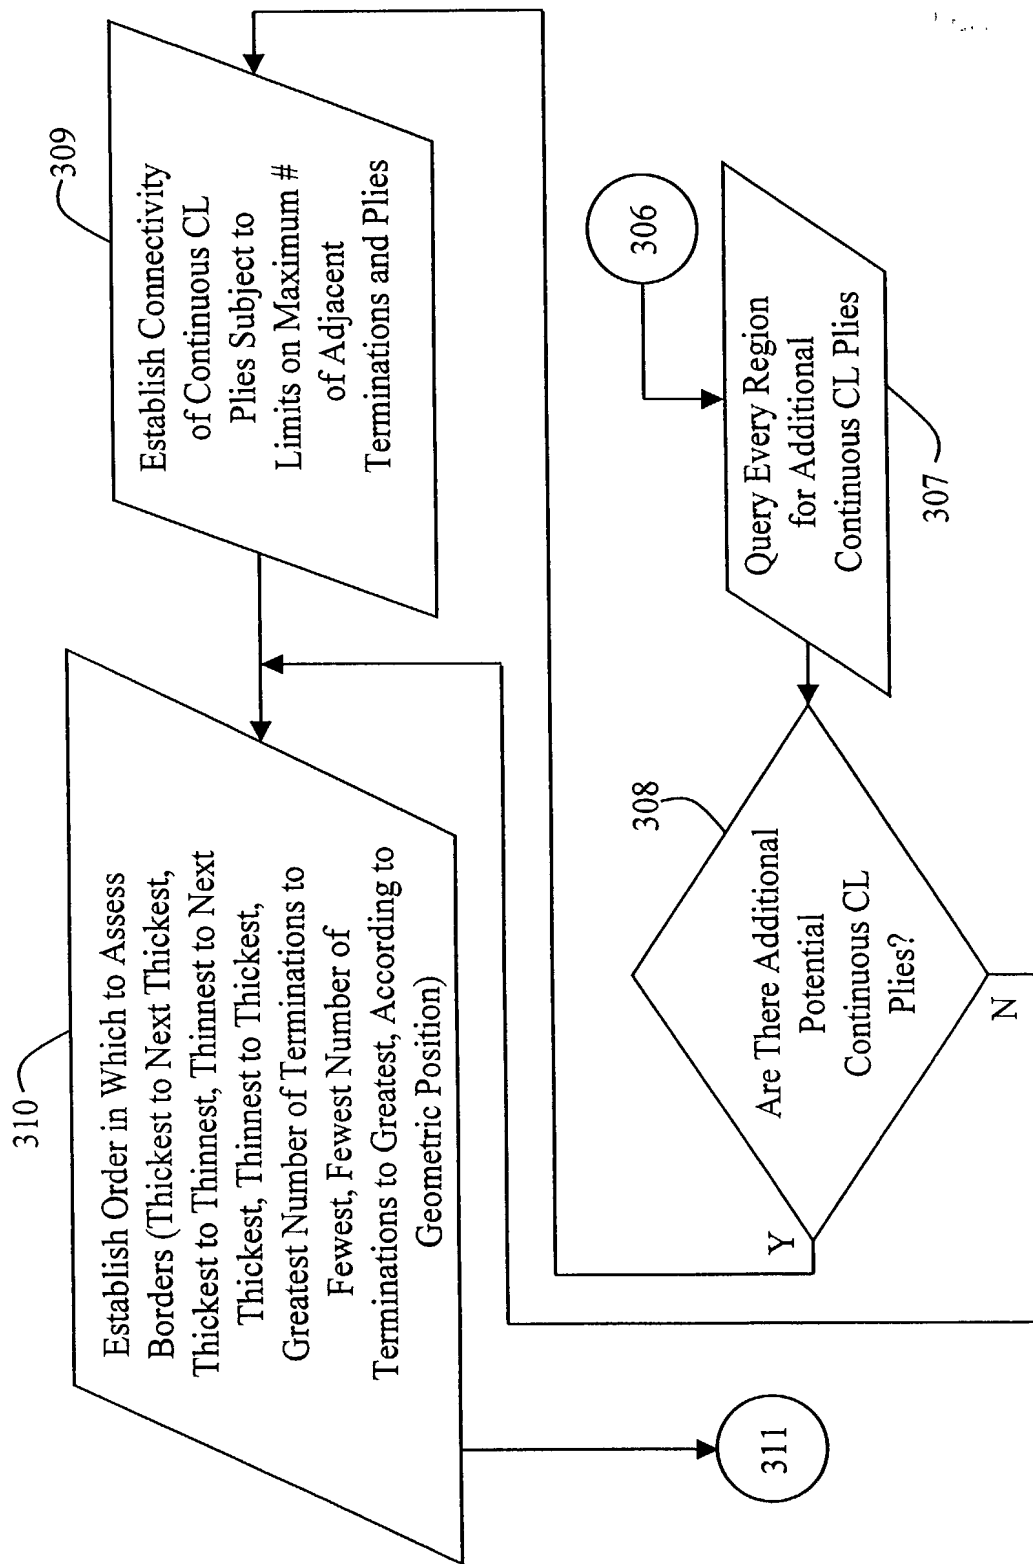 306
Query Every Region
for Additional
Continuous CL Plies
307
308
Are There Additional
Potential
Continuous CL
Plies?
Y
N
309
Establish Connectivity
of Continuous CL
Plies Subject to
Limits on Maximum #
of Adjacent
Terminations and Plies
310
Establish Order in Which to Assess
Borders (Thickest to Next Thickest,
Thickest to Thinnest, Thinnest to Next
Thickest, Thinnest to Thickest,
Greatest Number of Terminations to
Fewest, Fewest Number of
Terminations to Greatest, According to
Geometric Position)
311